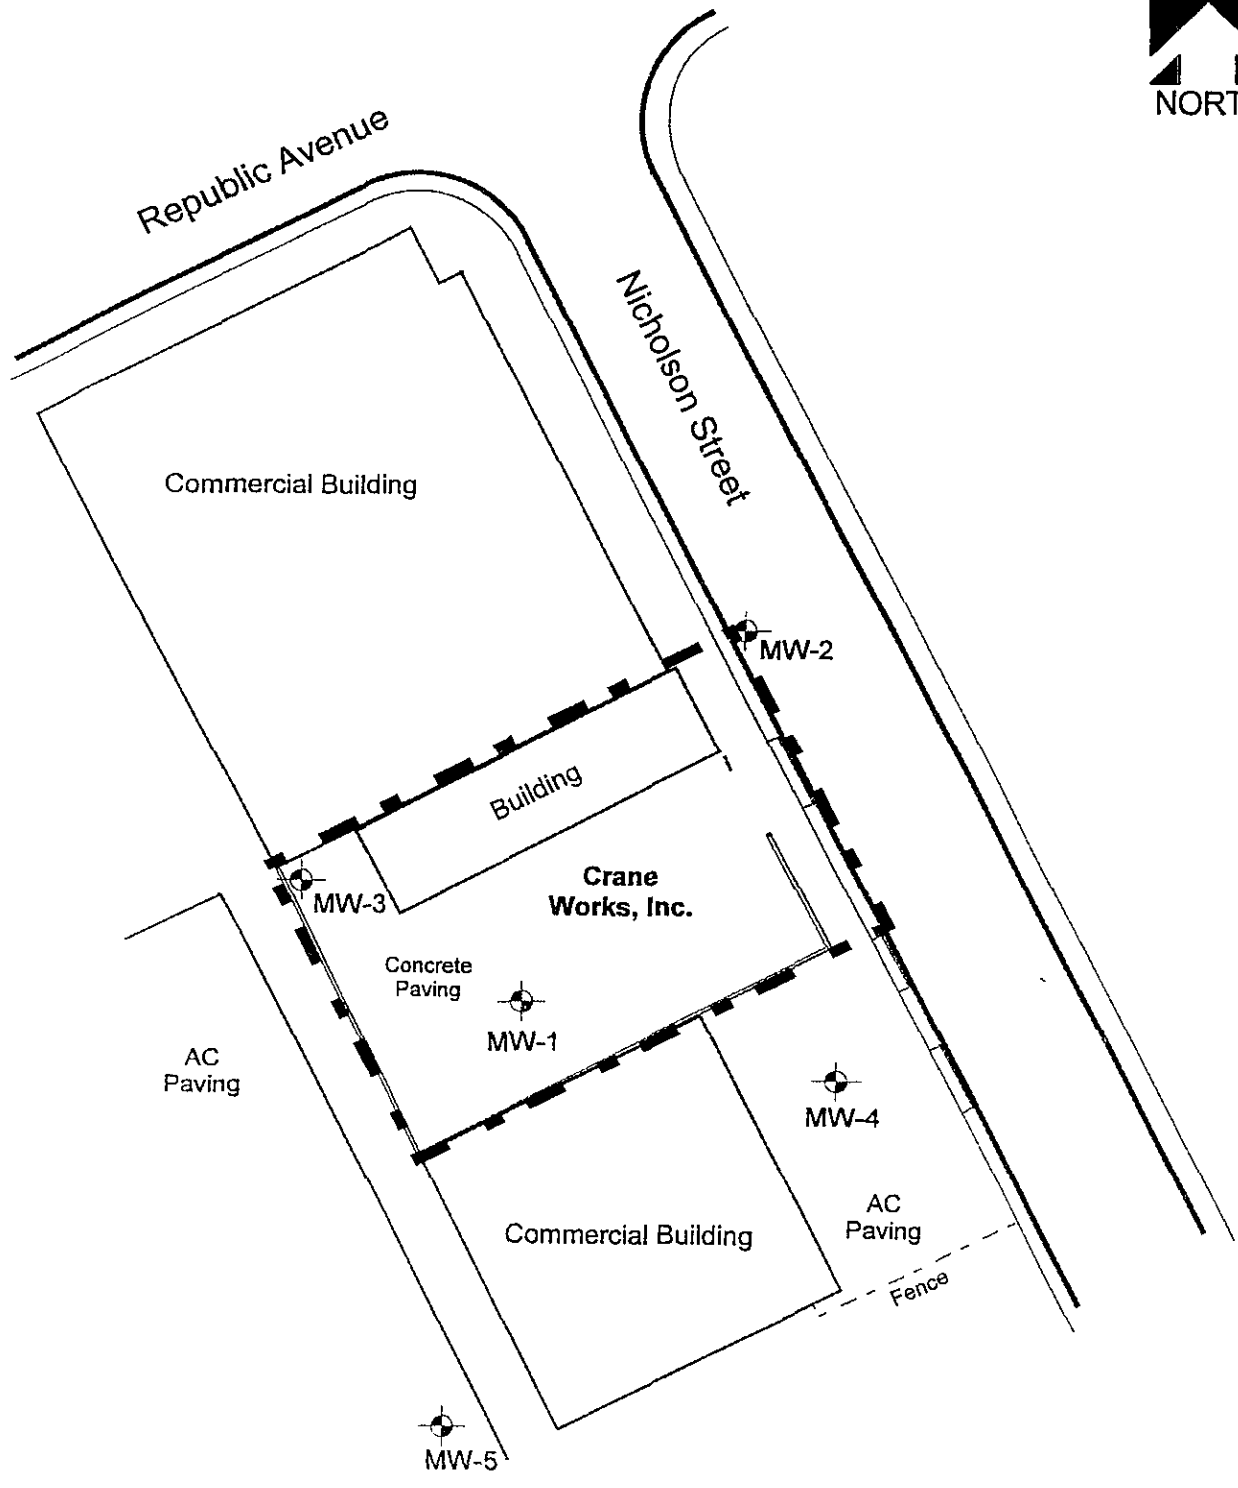 NORT
Republic Avenue
Nicholson Street
Commercial Building
MW-2
Building
Crane
Works, Inc.
MW-3
Concrete
Paving
MW-1
AC
Paving
MW-4
AC
Paving
Commercial Building
Fence
MW-5